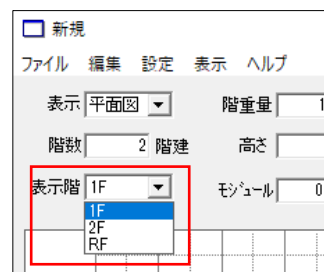 新規
ファイル 編集 設定 表示 ヘルプ
表示 平面図 階重量 1
階数 2 階建 高さ
表示階 1F モジュール 0
1F
2F
RF